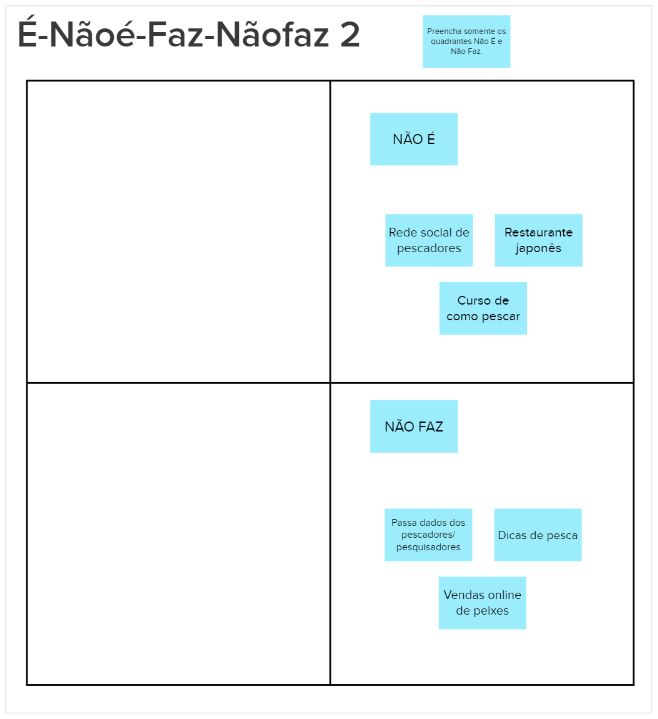 É-Nãoé-Faz-Nãofaz 2
Preencha somente os
quadrantes Não É e
Não Faz.
NÃO É
Rede social de
pescadores
Restaurante
japonês
Curso de
como pescar
NÃO FAZ
Passa dados dos
pescadores/
pesquisadores
Dicas de pesca
Vendas online
de peixes